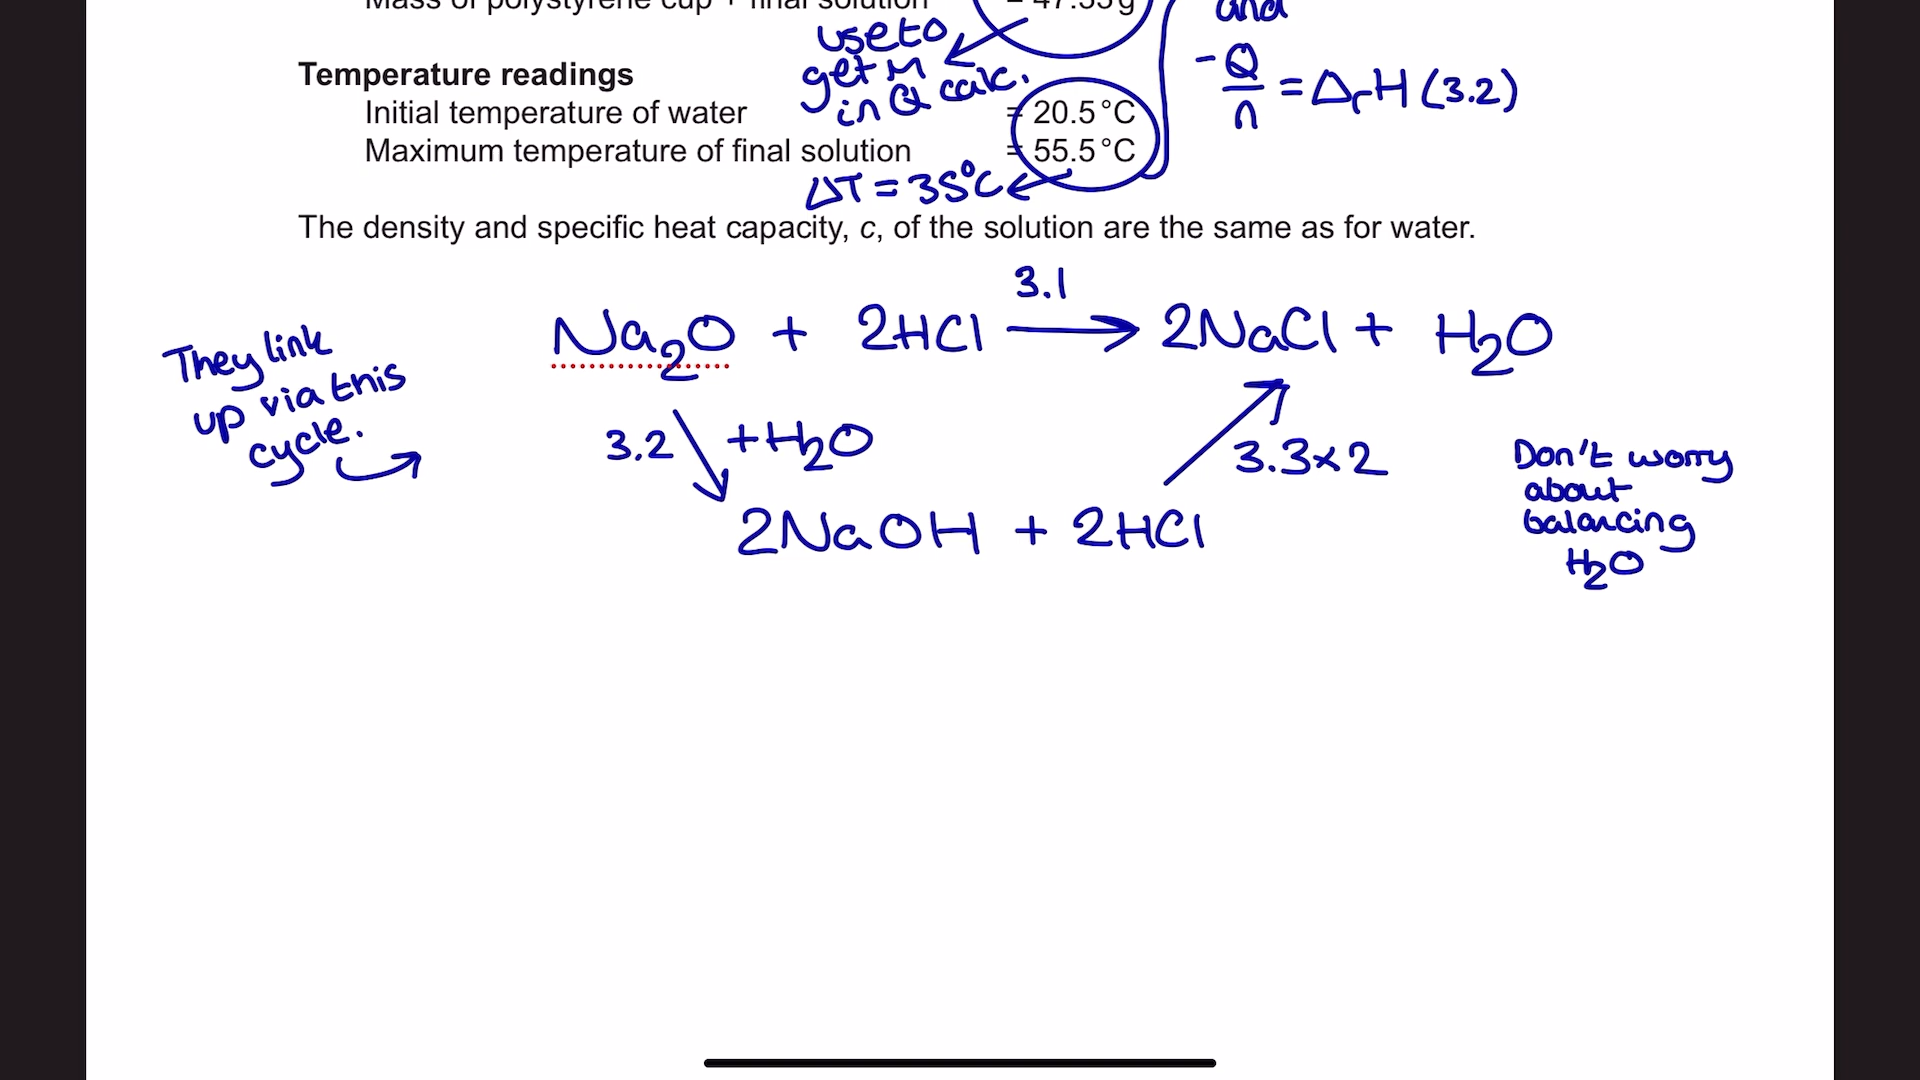 Mass of polystyrene cup + final solution = 47.35 g
and
use to
get m
in Q calc.
-Q/n = ΔrH (3.2)
Temperature readings
Initial temperature of water = 20.5 °C
Maximum temperature of final solution = 55.5 °C
ΔT = 35°C
The density and specific heat capacity, c, of the solution are the same as for water.
3.1
Na₂O + 2HCl → 2NaCl + H₂O
They link
up via this
cycle.
3.2 +H₂O
3.3×2
2NaOH + 2HCl
Don't worry
about
balancing
H₂O